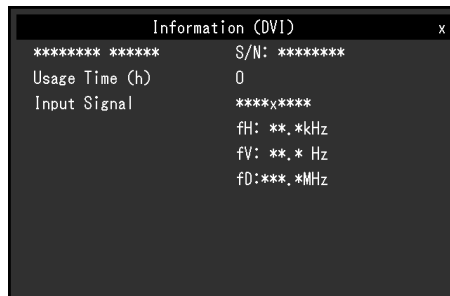 Information (DVI) x
******** ****** S/N: ********
Usage Time (h) 0
Input Signal ****x****
fH: **.*kHz
fV: **.* Hz
fD:***.*MHz